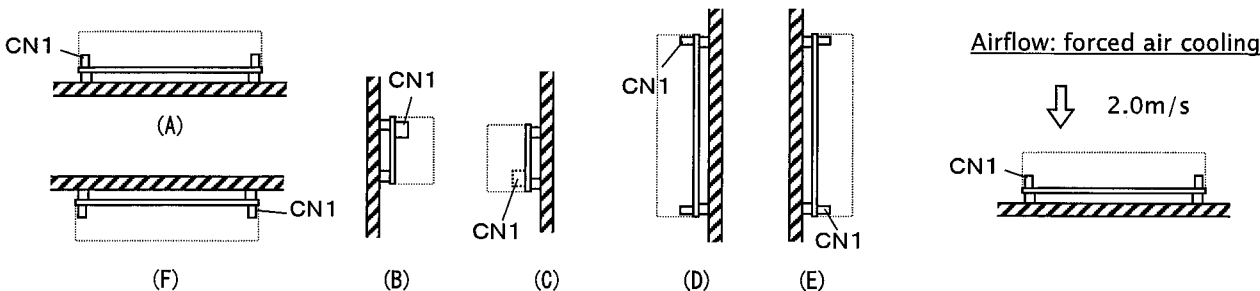 CN1
(A)
CN1
(F)
CN1
(B)
CN1
(C)
CN1
(D)
CN1
(E)
Airflow: forced air cooling
2.0m/s
CN1